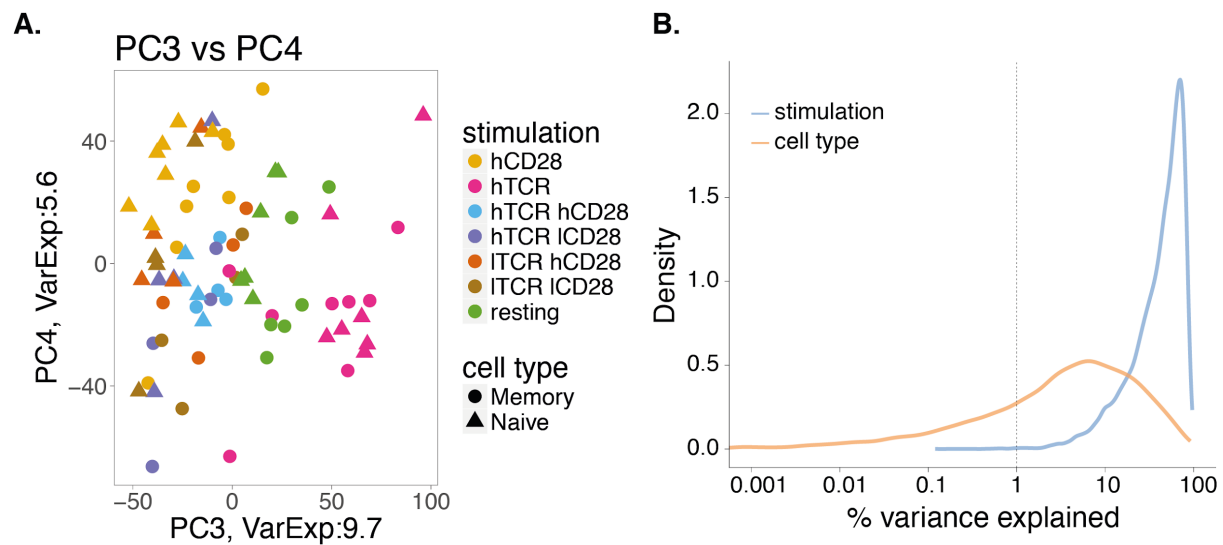 A.
PC3 vs PC4
40
0
−40
PC4, VarExp:5.6
−50 0 50 100
PC3, VarExp:9.7
stimulation
hCD28
hTCR
hTCR hCD28
hTCR lCD28
lTCR hCD28
lTCR lCD28
resting
cell type
Memory
Naive
B.
stimulation
cell type
2.0
1.5
1.0
0.5
0.0
Density
0.001 0.01 0.1 1 10 100
% variance explained